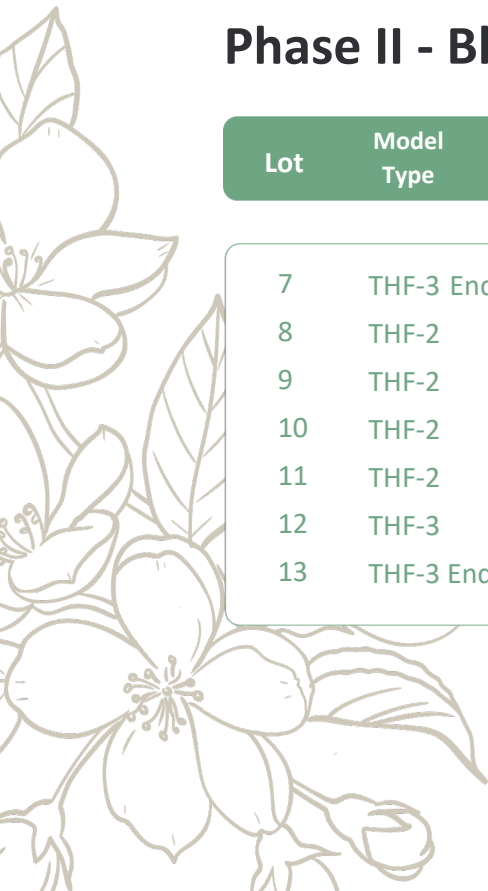 Phase II - Bl
Lot Model Type
7 THF-3 End
8 THF-2
9 THF-2
10 THF-2
11 THF-2
12 THF-3
13 THF-3 End